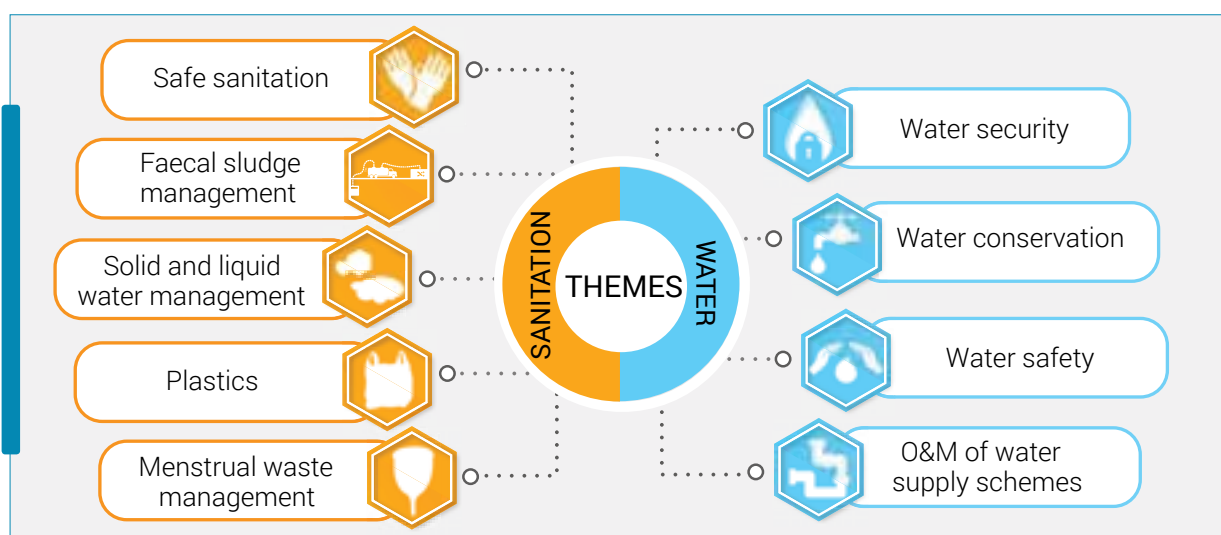 Safe sanitation
Faecal sludge
management
Solid and liquid
water management
Plastics
Menstrual waste
management
SANITATION
THEMES
WATER
Water security
Water conservation
Water safety
O&M of water
supply schemes